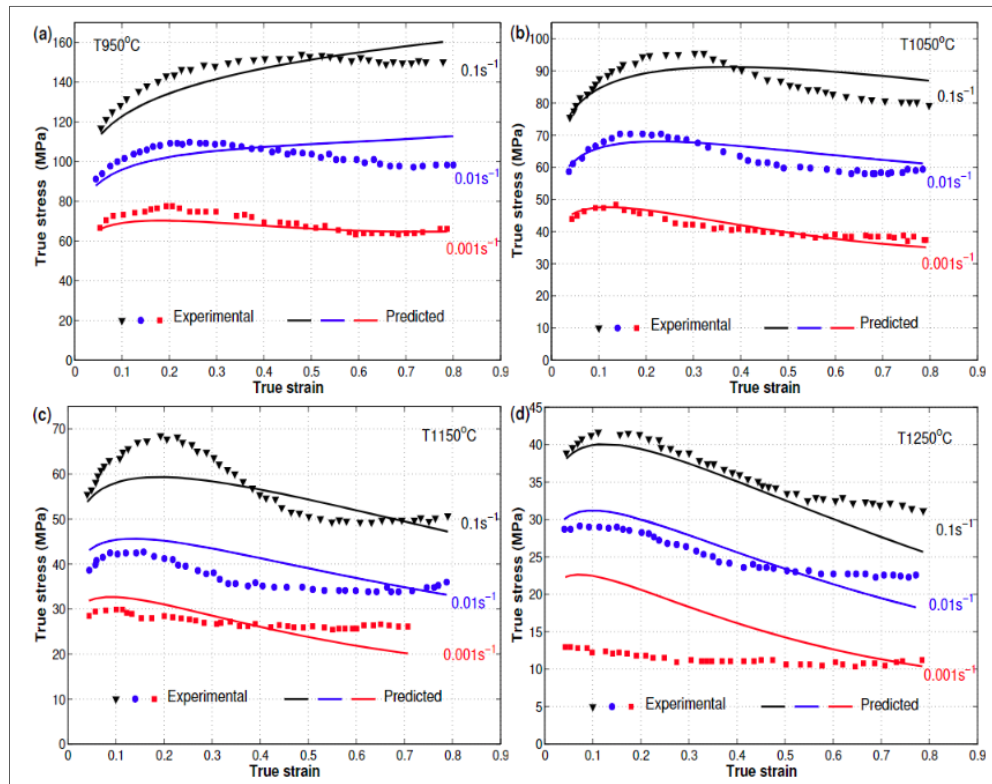 (a)
T950°C
True stress (MPa)
160
140
120
100
80
60
40
20
0
0.1s⁻¹
0.01s⁻¹
0.001s⁻¹
Experimental
Predicted
0 0.1 0.2 0.3 0.4 0.5 0.6 0.7 0.8 0.9
True strain
(b)
T1050°C
True stress (MPa)
100
90
80
70
60
50
40
30
20
10
0
0.1s⁻¹
0.01s⁻¹
0.001s⁻¹
Experimental
Predicted
0 0.1 0.2 0.3 0.4 0.5 0.6 0.7 0.8 0.9
True strain
(c)
T1150°C
True stress (MPa)
70
60
50
40
30
20
10
0
0.1s⁻¹
0.01s⁻¹
0.001s⁻¹
Experimental
Predicted
0 0.1 0.2 0.3 0.4 0.5 0.6 0.7 0.8 0.9
True strain
(d)
T1250°C
True stress (MPa)
45
40
35
30
25
20
15
10
5
0
0.1s⁻¹
0.01s⁻¹
0.001s⁻¹
Experimental
Predicted
0 0.1 0.2 0.3 0.4 0.5 0.6 0.7 0.8 0.9
True strain